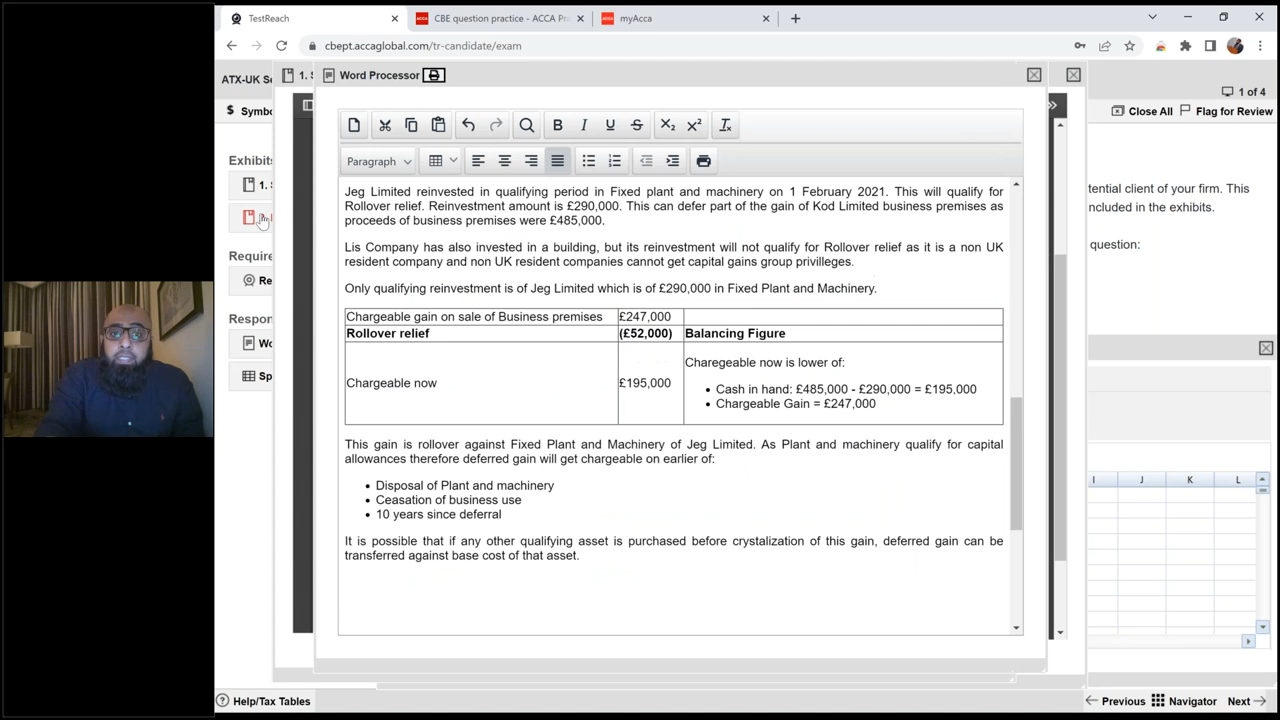 TestReach
CBE question practice - ACCA Pr
myAcca
cbept.accaglobal.com/tr-candidate/exam
ATX-UK Se
1. S
Word Processor
1 of 4
$ Symbo
Close All
Flag for Review
Exhibits
1. S
Require
Re
Respon
Wo
Sp
Paragraph
tential client of your firm. This
ncluded in the exhibits.
question:
Jeg Limited reinvested in qualifying period in Fixed plant and machinery on 1 February 2021. This will qualify for
Rollover relief. Reinvestment amount is £290,000. This can defer part of the gain of Kod Limited business premises as
proceeds of business premises were £485,000.
Lis Company has also invested in a building, but its reinvestment will not qualify for Rollover relief as it is a non UK
resident company and non UK resident companies cannot get capital gains group privilleges.
Only qualifying reinvestment is of Jeg Limited which is of £290,000 in Fixed Plant and Machinery.
Chargeable gain on sale of Business premises £247,000
Rollover relief (£52,000) Balancing Figure
Charegeable now is lower of:
Chargeable now £195,000
• Cash in hand: £485,000 - £290,000 = £195,000
• Chargeable Gain = £247,000
This gain is rollover against Fixed Plant and Machinery of Jeg Limited. As Plant and machinery qualify for capital
allowances therefore deferred gain will get chargeable on earlier of:
• Disposal of Plant and machinery
• Ceasation of business use
• 10 years since deferral
It is possible that if any other qualifying asset is purchased before crystalization of this gain, deferred gain can be
transferred against base cost of that asset.
I J K L
Help/Tax Tables
Previous
Navigator
Next